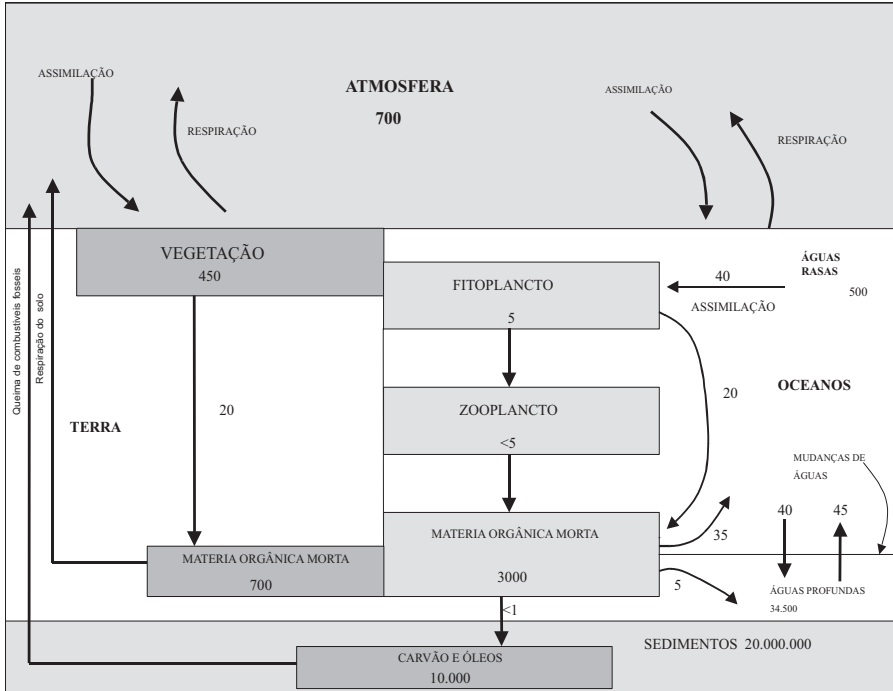 ASSIMILAÇÃO
RESPIRAÇÃO
ATMOSFERA
700
ASSIMILAÇÃO
RESPIRAÇÃO
Queima de combustíveis fosseis
Respiração do solo
VEGETAÇÃO
450
FITOPLANCTO
5
40
ASSIMILAÇÃO
ÁGUAS
RASAS
500
20
TERRA
ZOOPLANCTO
<5
20
OCEANOS
MUDANÇAS DE
ÁGUAS
MATERIA ORGÂNICA MORTA
700
MATERIA ORGÂNICA MORTA
3000
35
5
40
45
ÁGUAS PROFUNDAS
34.500
<1
SEDIMENTOS 20.000.000
CARVÃO E ÓLEOS
10.000